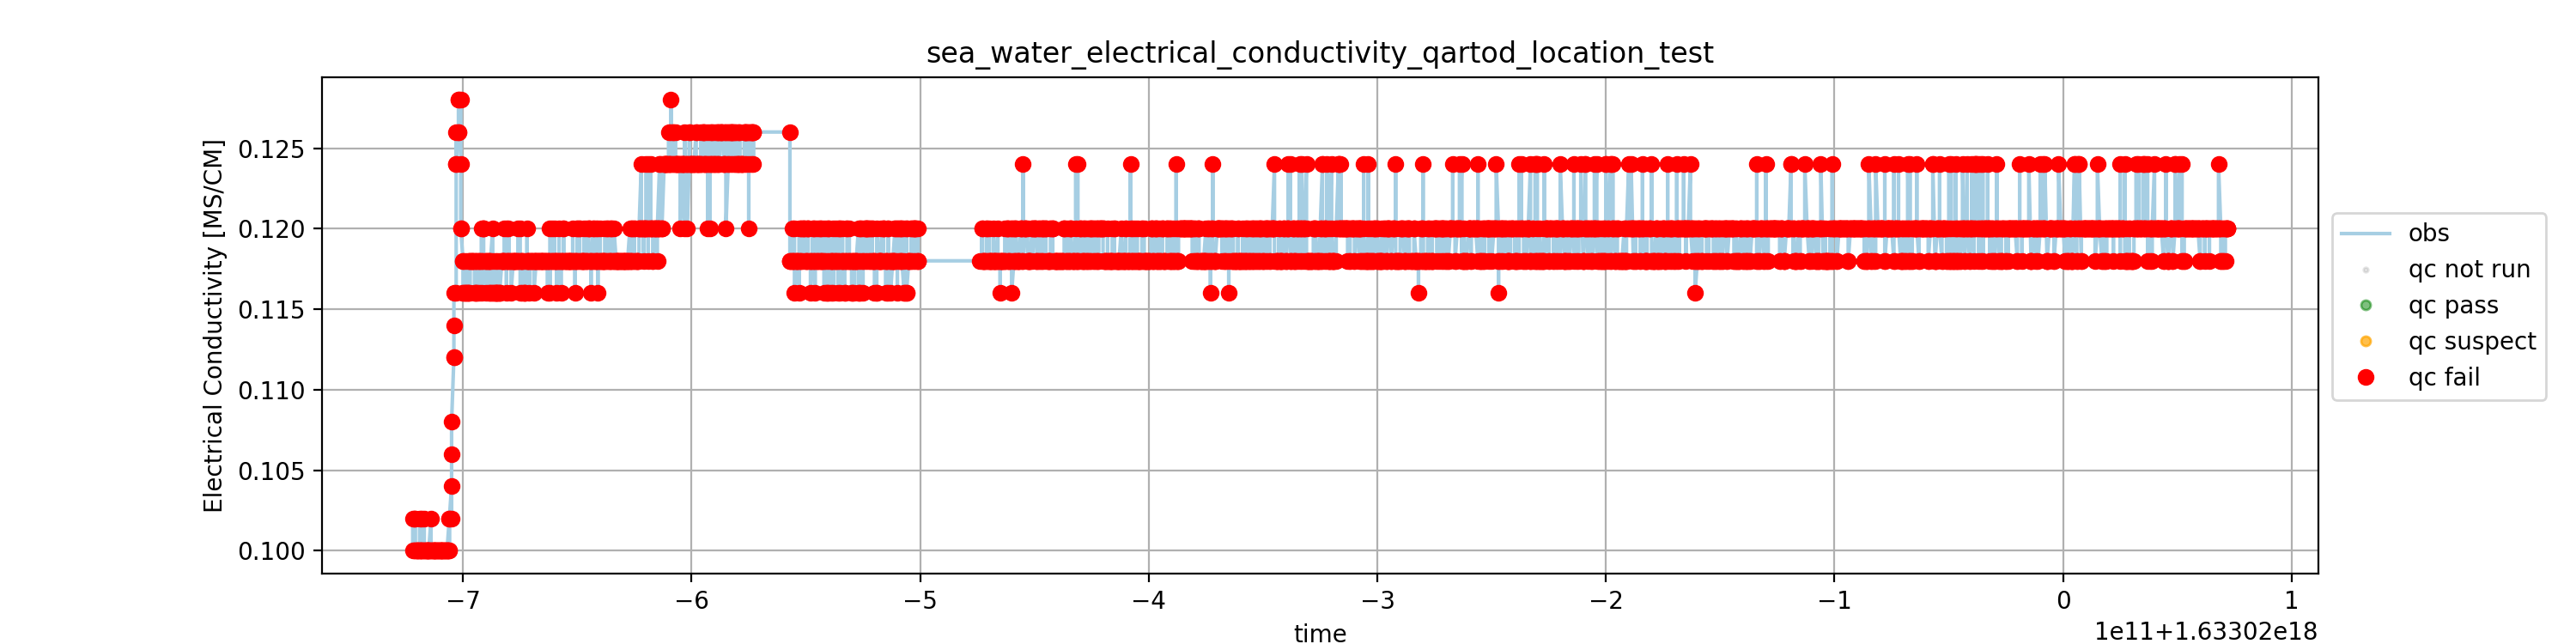 sea_water_electrical_conductivity_qartod_location_test
Electrical Conductivity [MS/CM]
0.125
0.120
0.115
0.110
0.105
0.100
−7
−6
−5
−4
−3
−2
−1
0
1
time
1e11+1.63302e18
obs
qc not run
qc pass
qc suspect
qc fail